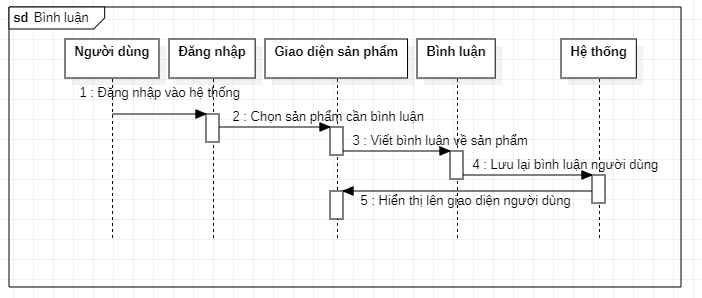 sd Bình luận
Người dùng
Đăng nhập
Giao diện sản phẩm
Bình luận
Hệ thống
1 : Đăng nhập vào hệ thống
2 : Chọn sản phẩm cần bình luận
3 : Viết bình luận về sản phẩm
4 : Lưu lại bình luận người dùng
5 : Hiển thị lên giao diện người dùng